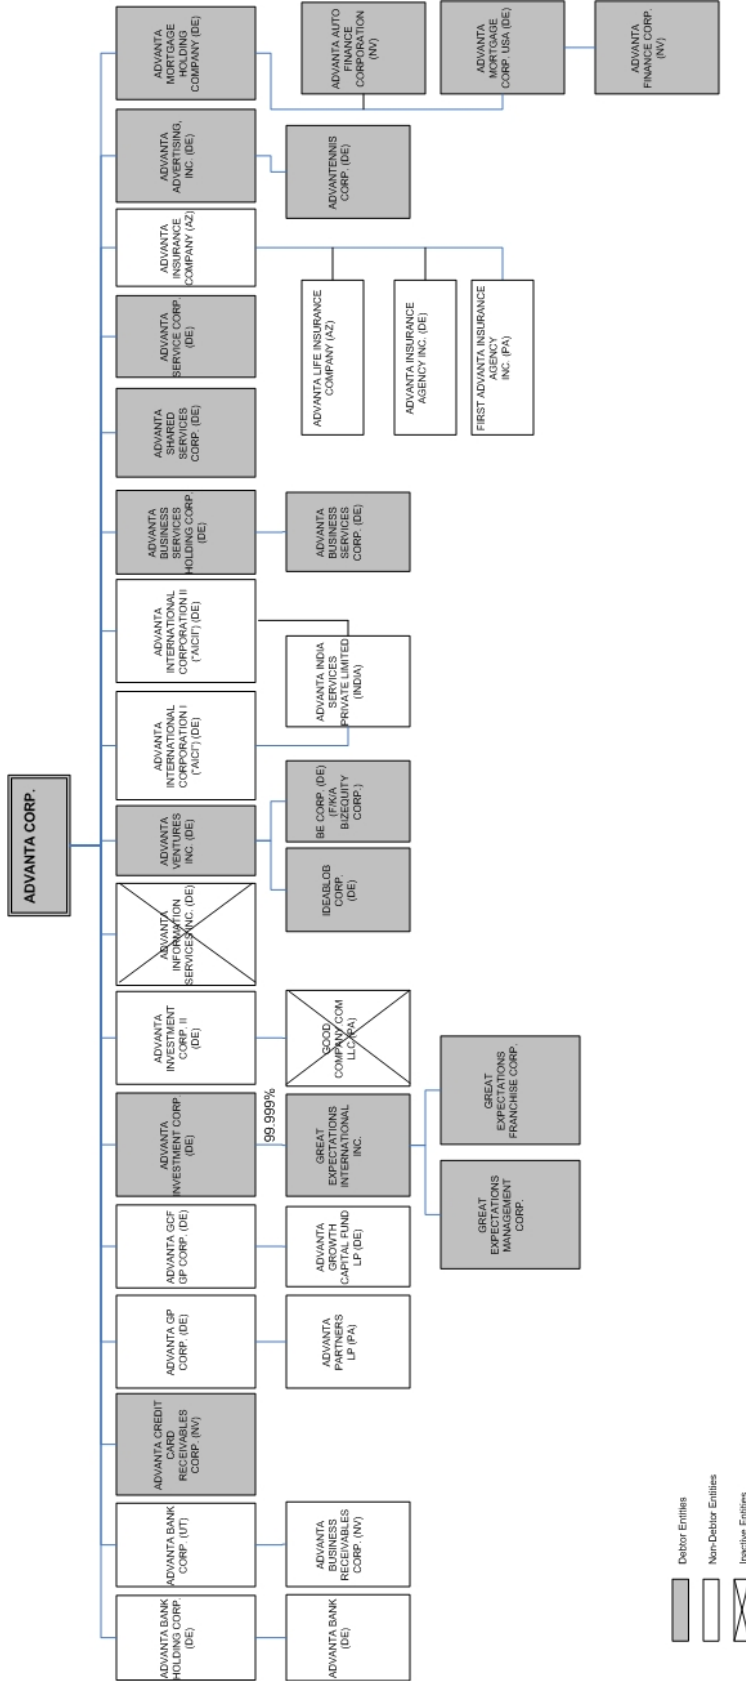 ADVANTA CORP.
ADVANTA BANK
HOLDING CORP.
(DE)
ADVANTA BANK
CORP. (UT)
ADVANTA CREDIT
CARD
RECEIVABLES
CORP. (NV)
ADVANTA GP
CORP. (DE)
ADVANTA GCF
GP CORP. (DE)
ADVANTA
INVESTMENT CORP
(DE)
ADVANTA
INVESTMENT
CORP. II
(DE)
ADVANTA
INFORMATION
SERVICES INC. (DE)
ADVANTA
VENTURES
INC. (DE)
ADVANTA
INTERNATIONAL
CORPORATION I
("AICI") (DE)
ADVANTA
INTERNATIONAL
CORPORATION II
("AICII") (DE)
ADVANTA
BUSINESS
SERVICES
HOLDING CORP.
(DE)
ADVANTA
SHARED
SERVICES
CORP. (DE)
ADVANTA
SERVICE CORP.
(DE)
ADVANTA
INSURANCE
COMPANY (AZ)
ADVANTA
ADVERTISING,
INC. (DE)
ADVANTA
MORTGAGE
HOLDING
COMPANY (DE)
99.999%
ADVANTA BANK
(DE)
ADVANTA
BUSINESS
RECEIVABLES
CORP. (NV)
ADVANTA
PARTNERS
LP (PA)
ADVANTA
GROWTH
CAPITAL FUND
LP (DE)
GREAT
EXPECTATIONS
INTERNATIONAL
INC.
GOOD
COMPANY.COM
LLC (PA)
IDEABLOB
CORP.
(DE)
BE CORP. (DE)
(F/K/A
BIZEQUITY
CORP.)
ADVANTA INDIA
SERVICES
PRIVATE LIMITED
(INDIA)
ADVANTA
BUSINESS
SERVICES
CORP. (DE)
ADVANTA LIFE INSURANCE
COMPANY (AZ)
ADVANTA INSURANCE
AGENCY INC. (DE)
FIRST ADVANTA INSURANCE
AGENCY
INC. (PA)
ADVANTENNIS
CORP. (DE)
ADVANTA AUTO
FINANCE
CORPORATION
(NV)
ADVANTA
MORTGAGE
CORP. USA (DE)
ADVANTA
FINANCE CORP.
(NV)
GREAT
EXPECTATIONS
MANAGEMENT
CORP.
GREAT
EXPECTATIONS
FRANCHISE CORP.
Debtor Entities
Non-Debtor Entities
Inactive Entities